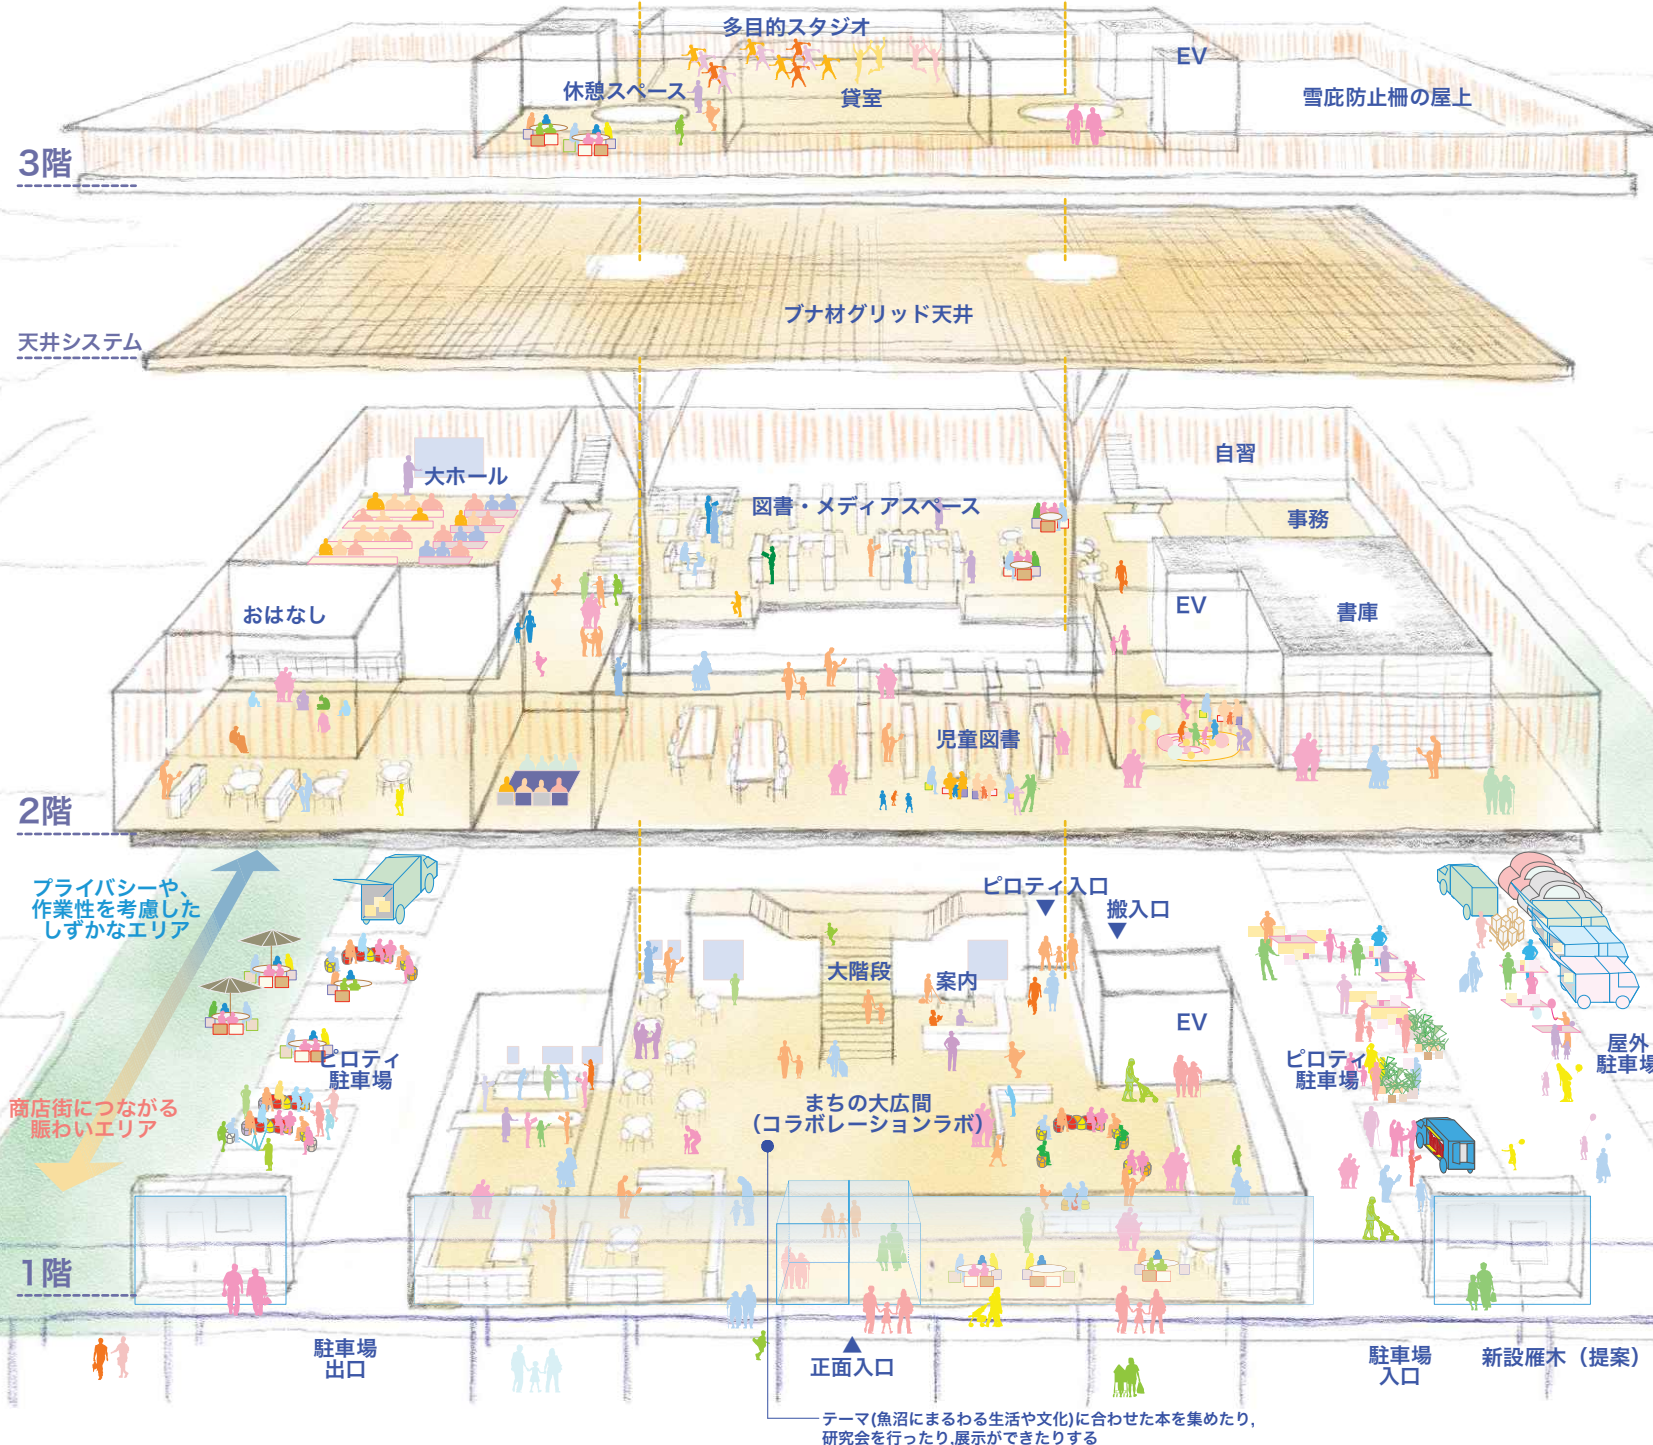 多目的スタジオ
EV
休憩スペース
貸室
雪庇防止柵の屋上
3階
ブナ材グリッド天井
天井システム
自習
大ホール
図書・メディアスペース
事務
おはなし
EV
書庫
児童図書
2階
プライバシーや、
作業性を考慮した
しずかなエリア
ピロティ入口
搬入口
大階段
案内
EV
ピロティ
駐車場
ピロティ
駐車場
屋外
駐車場
商店街につながる
賑わいエリア
まちの大広間
（コラボレーションラボ）
1階
駐車場
出口
正面入口
駐車場
入口
新設雁木（提案）
テーマ(魚沼にまるわる生活や文化)に合わせた本を集めたり,
研究会を行ったり,展示ができたりする